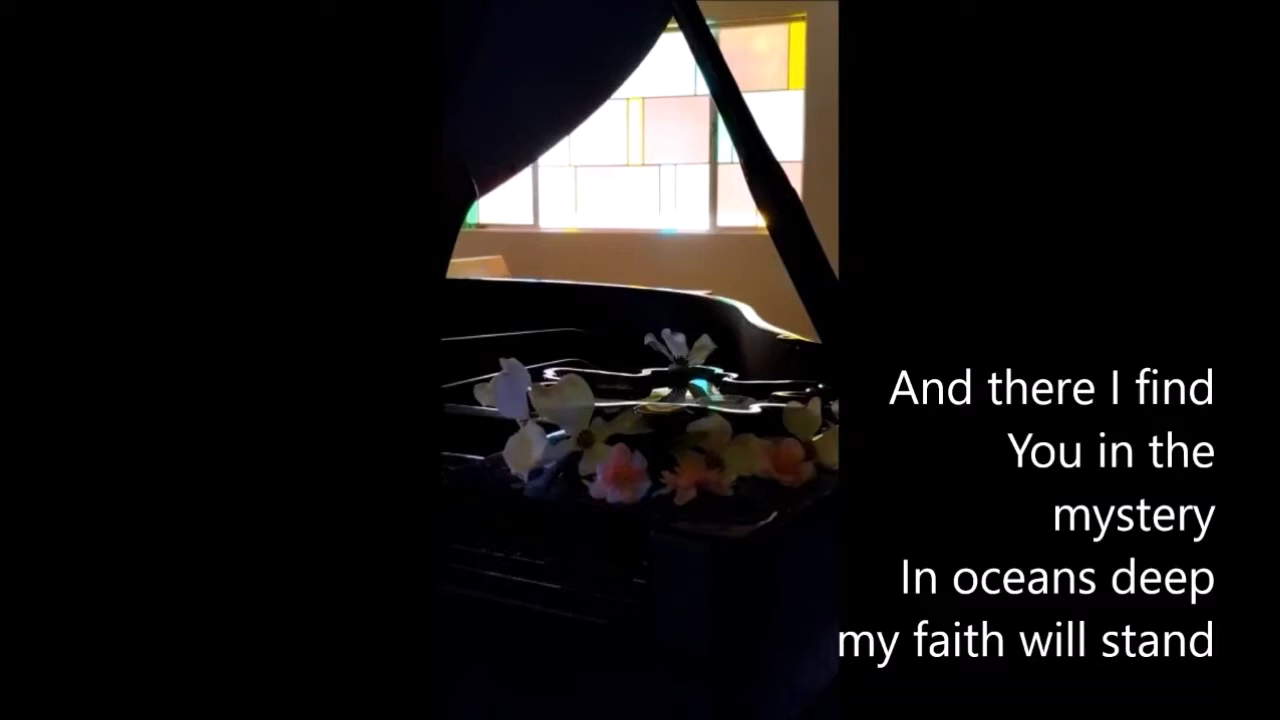 And there I find
You in the
mystery
In oceans deep
my faith will stand